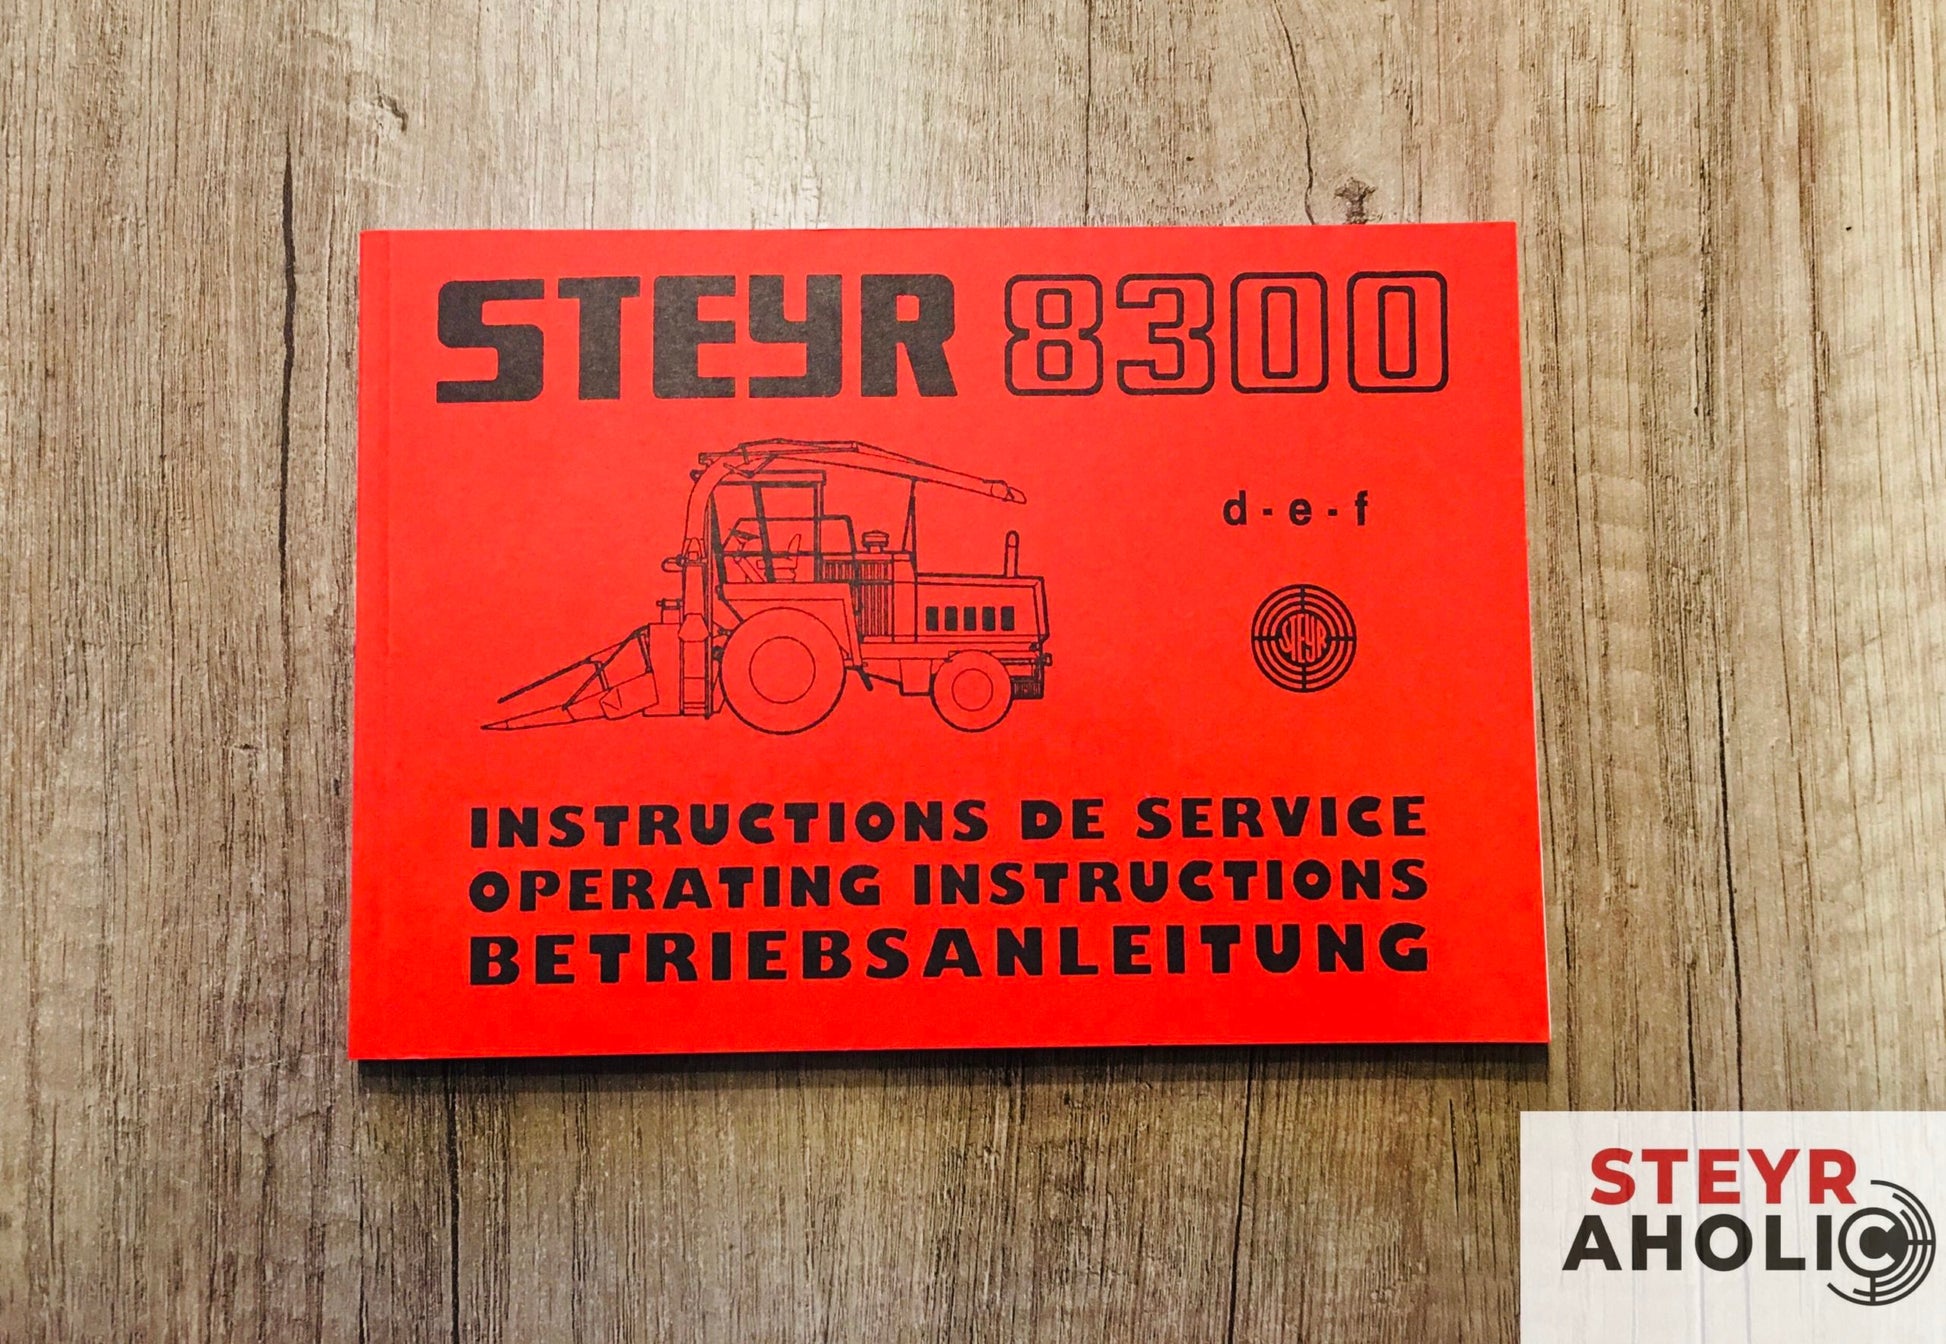 STEYR 8300
d - e - f
STEYR
INSTRUCTIONS DE SERVICE
OPERATING INSTRUCTIONS
BETRIEBSANLEITUNG
STEYR
AHOLIC